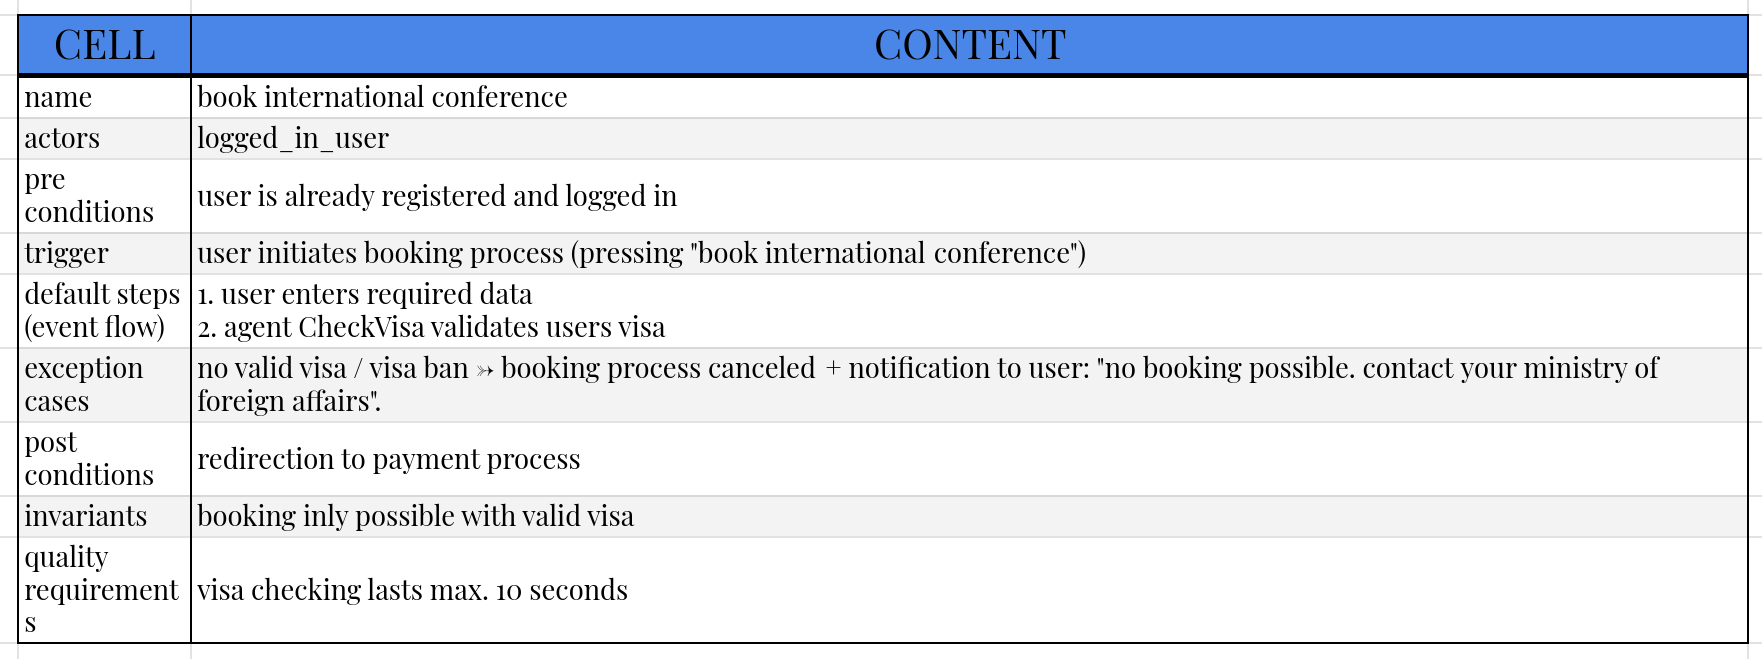 CELL CONTENT
name book international conference
actors logged_in_user
pre
conditions user is already registered and logged in
trigger user initiates booking process (pressing "book international conference")
default steps 1. user enters required data
(event flow) 2. agent CheckVisa validates users visa
exception no valid visa / visa ban ⤖ booking process canceled + notification to user: "no booking possible. contact your ministry of
cases foreign affairs".
post
conditions redirection to payment process
invariants booking inly possible with valid visa
quality
requirement visa checking lasts max. 10 seconds
s